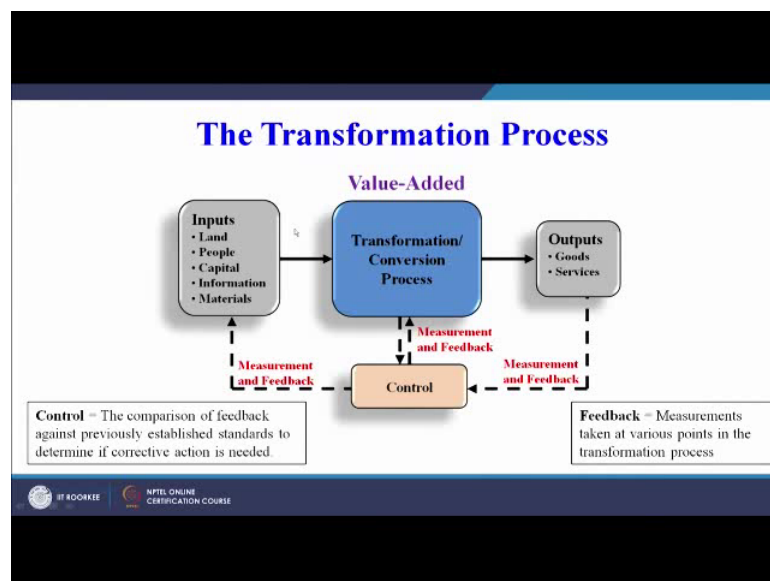 The Transformation Process
Value-Added
Inputs
• Land
• People
• Capital
• Information
• Materials
Transformation/
Conversion
Process
Outputs
• Goods
• Services
Measurement
and Feedback
Measurement
and Feedback
Measurement
and Feedback
Control
Control = The comparison of feedback
against previously established standards to
determine if corrective action is needed.
Feedback = Measurements
taken at various points in the
transformation process
IIT ROORKEE
NPTEL ONLINE
CERTIFICATION COURSE